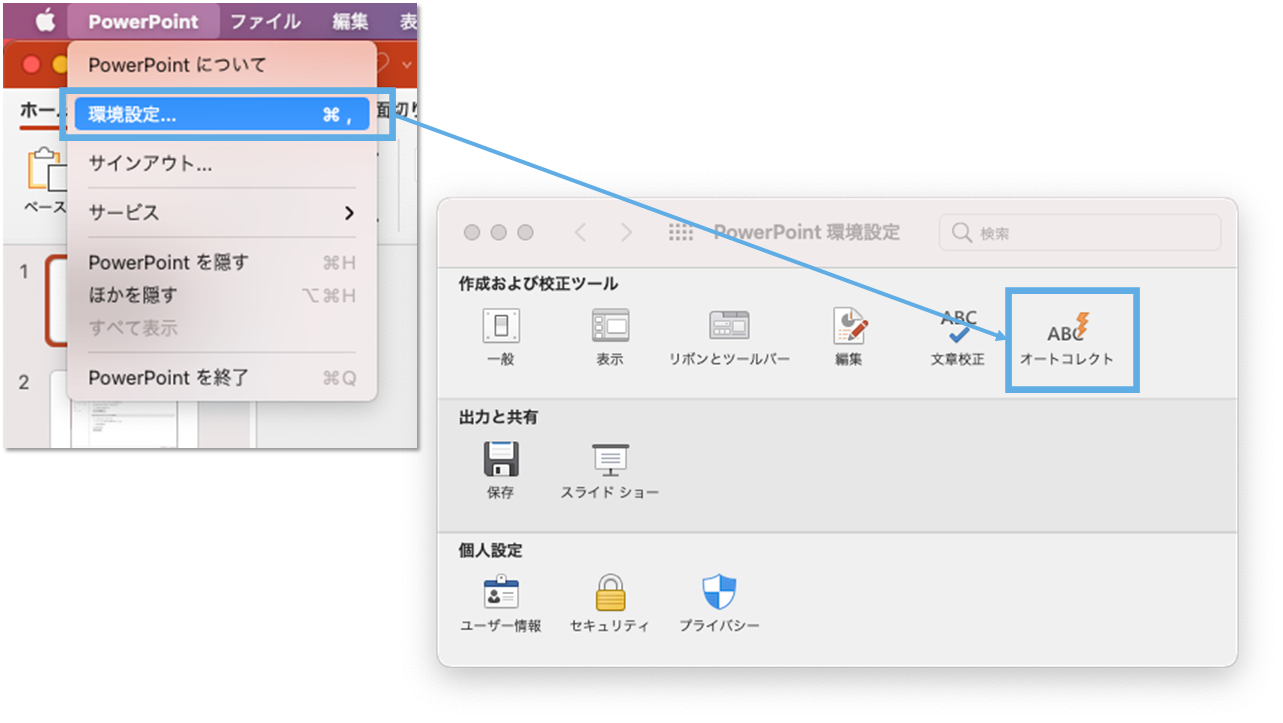 PowerPoint ファイル 編集 表
PowerPoint について
ホーム
環境設定... ⌘ ,
面切り
サインアウト...
ペース
サービス
1
PowerPoint を隠す ⌘H
ほかを隠す ⌥⌘H
すべて表示
2
PowerPoint を終了 ⌘Q
PowerPoint 環境設定
検索
作成および校正ツール
一般
表示
リボンとツールバー
編集
ABC
文章校正
ABC
オートコレクト
出力と共有
保存
スライド ショー
個人設定
ユーザー情報
セキュリティ
プライバシー